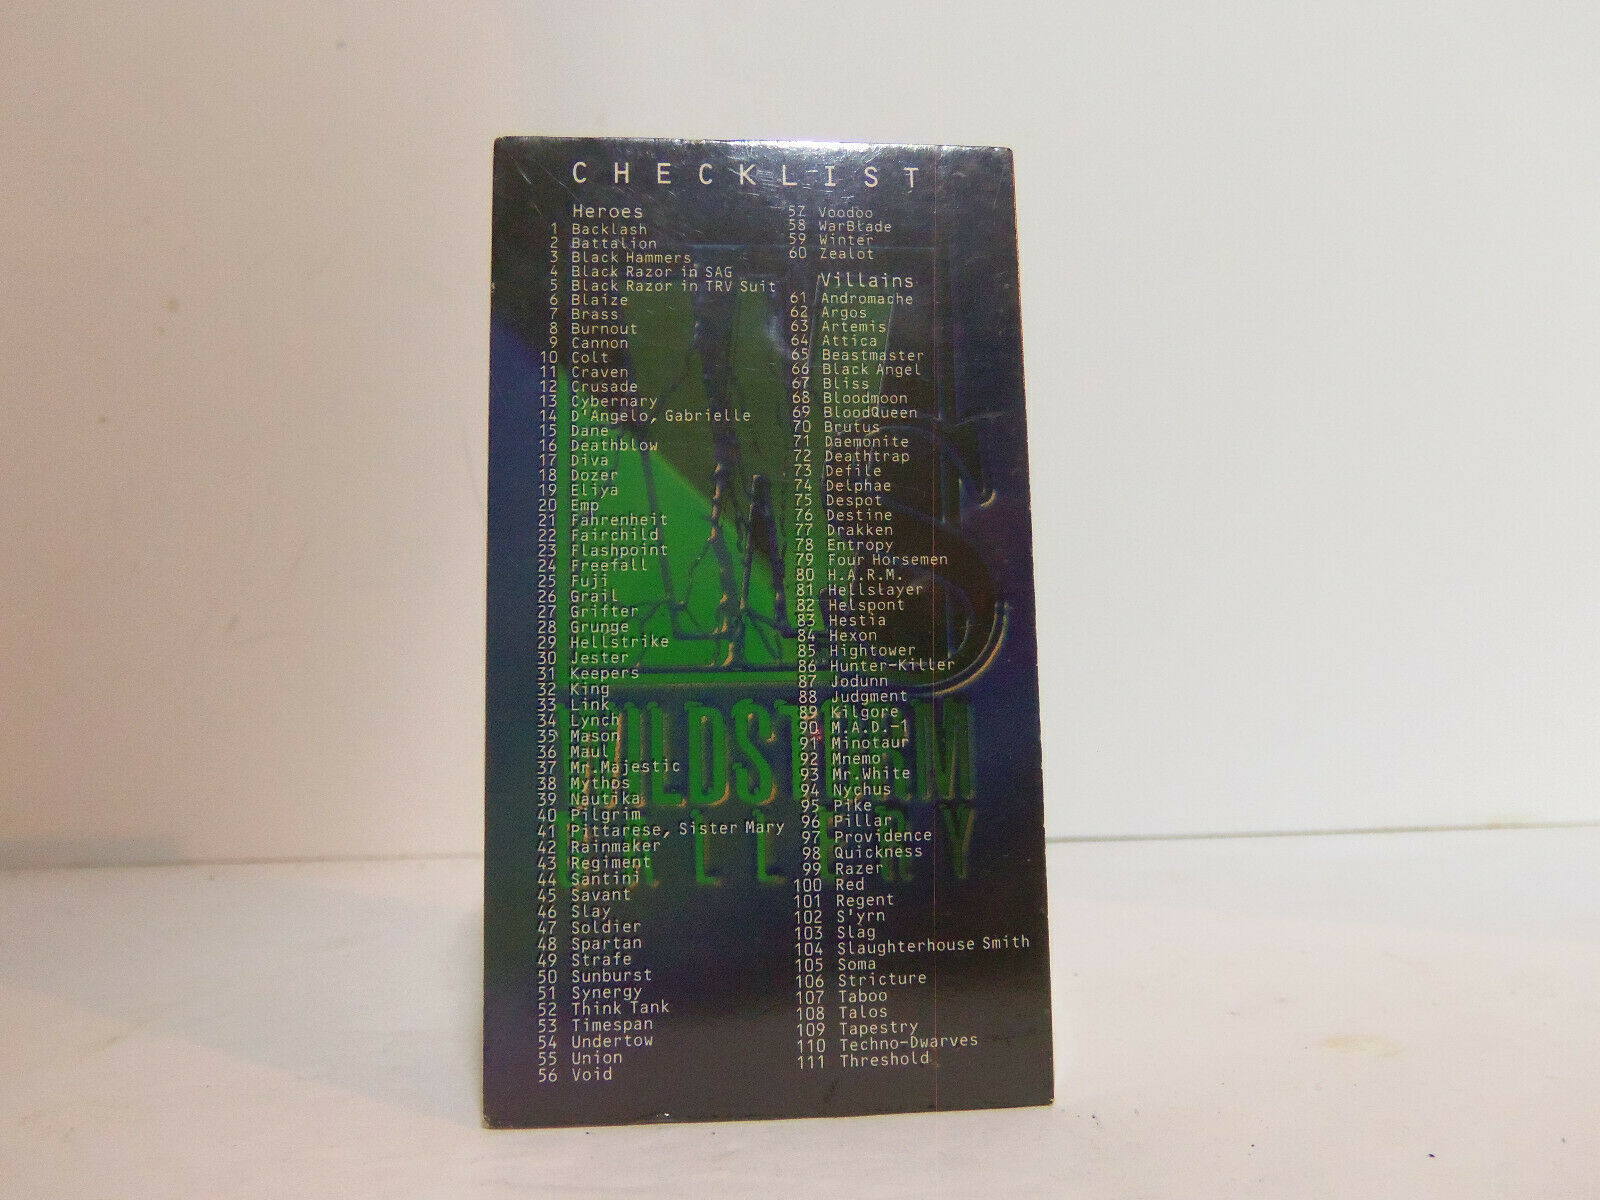 CHECKLIST
Heroes
1 Backlash
2 Battalion
3 Black Hammers
4 Black Razor in SAG
5 Black Razor in TRV Suit
6 Blaize
7 Brass
8 Burnout
9 Cannon
10 Colt
11 Craven
12 Crusade
13 Cybernary
14 D'Angelo, Gabrielle
15 Dane
16 Deathblow
17 Diva
18 Dozer
19 Eliya
20 Emp
21 Fahrenheit
22 Fairchild
23 Flashpoint
24 Freefall
25 Fuji
26 Grail
27 Grifter
28 Grunge
29 Hellstrike
30 Jester
31 Keepers
32 King
33 Link
34 Lynch
35 Mason
36 Maul
37 Mr.Majestic
38 Mythos
39 Nautika
40 Pilgrim
41 Pittarese, Sister Mary
42 Rainmaker
43 Regiment
44 Santini
45 Savant
46 Slay
47 Soldier
48 Spartan
49 Strafe
50 Sunburst
51 Synergy
52 Think Tank
53 Timespan
54 Undertow
55 Union
56 Void
57 Voodoo
58 WarBlade
59 Winter
60 Zealot
Villains
61 Andromache
62 Argos
63 Artemis
64 Attica
65 Beastmaster
66 Black Angel
67 Bliss
68 Bloodmoon
69 BloodQueen
70 Brutus
71 Daemonite
72 Deathtrap
73 Defile
74 Delphae
75 Despot
76 Destine
77 Drakken
78 Entropy
79 Four Horsemen
80 H.A.R.M.
81 Hellslayer
82 Helspont
83 Hestia
84 Hexon
85 Hightower
86 Hunter-Killer
87 Jodunn
88 Judgment
89 Kilgore
90 M.A.D.-1
91 Minotaur
92 Mnemo
93 Mr.White
94 Nychus
95 Pike
96 Pillar
97 Providence
98 Quickness
99 Razer
100 Red
101 Regent
102 S'yrn
103 Slag
104 Slaughterhouse Smith
105 Soma
106 Stricture
107 Taboo
108 Talos
109 Tapestry
110 Techno-Dwarves
111 Threshold
WS
WILDSTORM
GALLERY